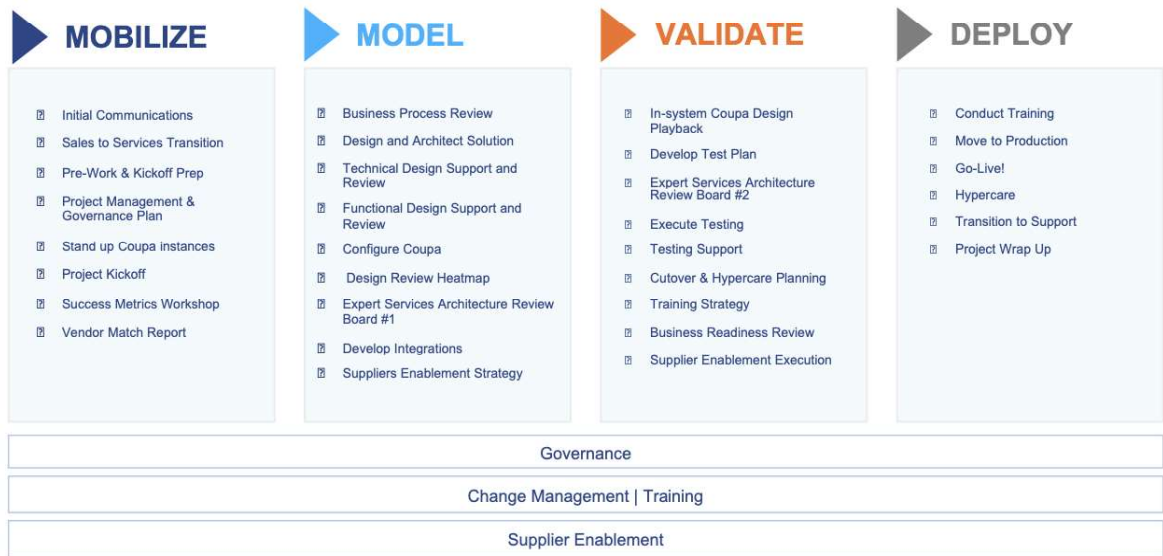 MOBILIZE
Initial Communications
Sales to Services Transition
Pre-Work & Kickoff Prep
Project Management &
Governance Plan
Stand up Coupa instances
Project Kickoff
Success Metrics Workshop
Vendor Match Report
MODEL
Business Process Review
Design and Architect Solution
Technical Design Support and
Review
Functional Design Support and
Review
Configure Coupa
Design Review Heatmap
Expert Services Architecture Review
Board #1
Develop Integrations
Suppliers Enablement Strategy
VALIDATE
In-system Coupa Design
Playback
Develop Test Plan
Expert Services Architecture
Review Board #2
Execute Testing
Testing Support
Cutover & Hypercare Planning
Training Strategy
Business Readiness Review
Supplier Enablement Execution
DEPLOY
Conduct Training
Move to Production
Go-Live!
Hypercare
Transition to Support
Project Wrap Up
Governance
Change Management | Training
Supplier Enablement